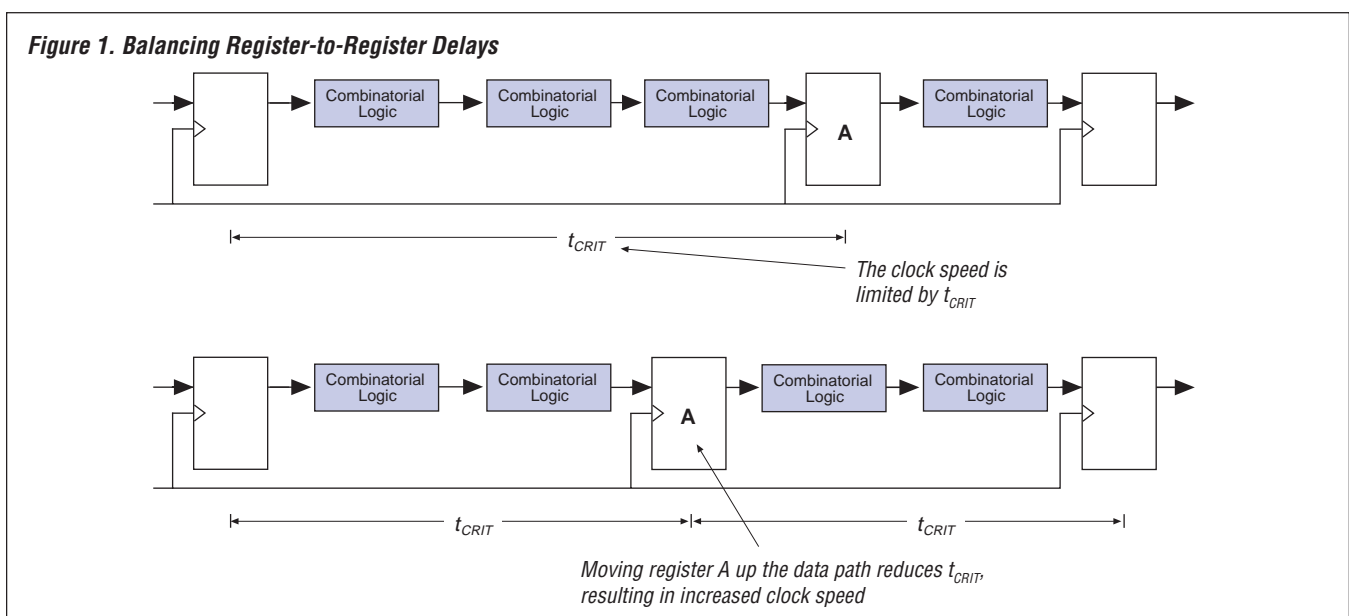 Figure 1. Balancing Register-to-Register Delays
Combinatorial
Logic
Combinatorial
Logic
Combinatorial
Logic
A
Combinatorial
Logic
tCRIT
The clock speed is
limited by tCRIT
Combinatorial
Logic
Combinatorial
Logic
A
Combinatorial
Logic
Combinatorial
Logic
tCRIT
tCRIT
Moving register A up the data path reduces tCRIT,
resulting in increased clock speed